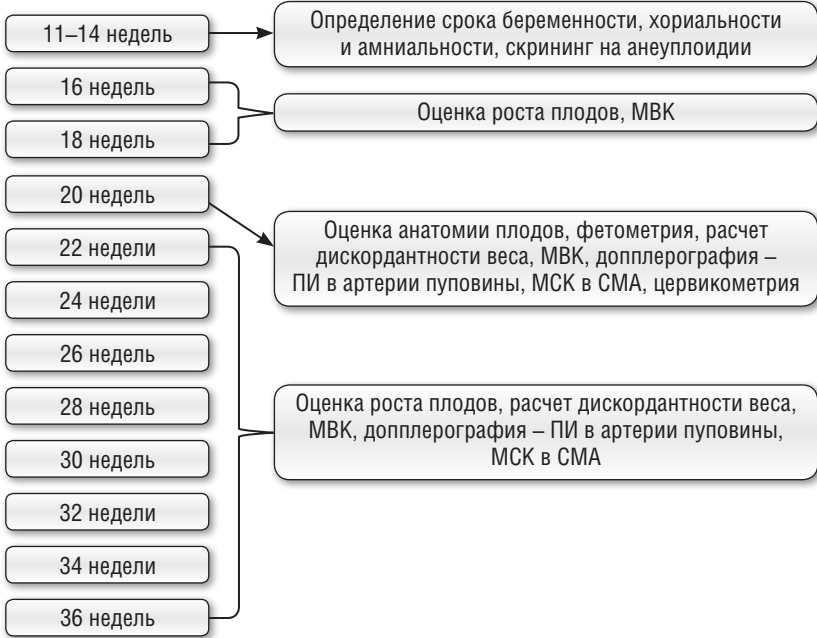 11–14 недель
Определение срока беременности, хориальности
и амниальности, скрининг на анеуплоидии
16 недель
18 недель
Оценка роста плодов, МВК
20 недель
Оценка анатомии плодов, фетометрия, расчет
дискордантности веса, МВК, допплерография –
ПИ в артерии пуповины, МСК в СМА, цервикометрия
22 недели
24 недели
26 недель
28 недель
30 недель
32 недели
34 недели
36 недель
Оценка роста плодов, расчет дискордантности веса,
МВК, допплерография – ПИ в артерии пуповины,
МСК в СМА